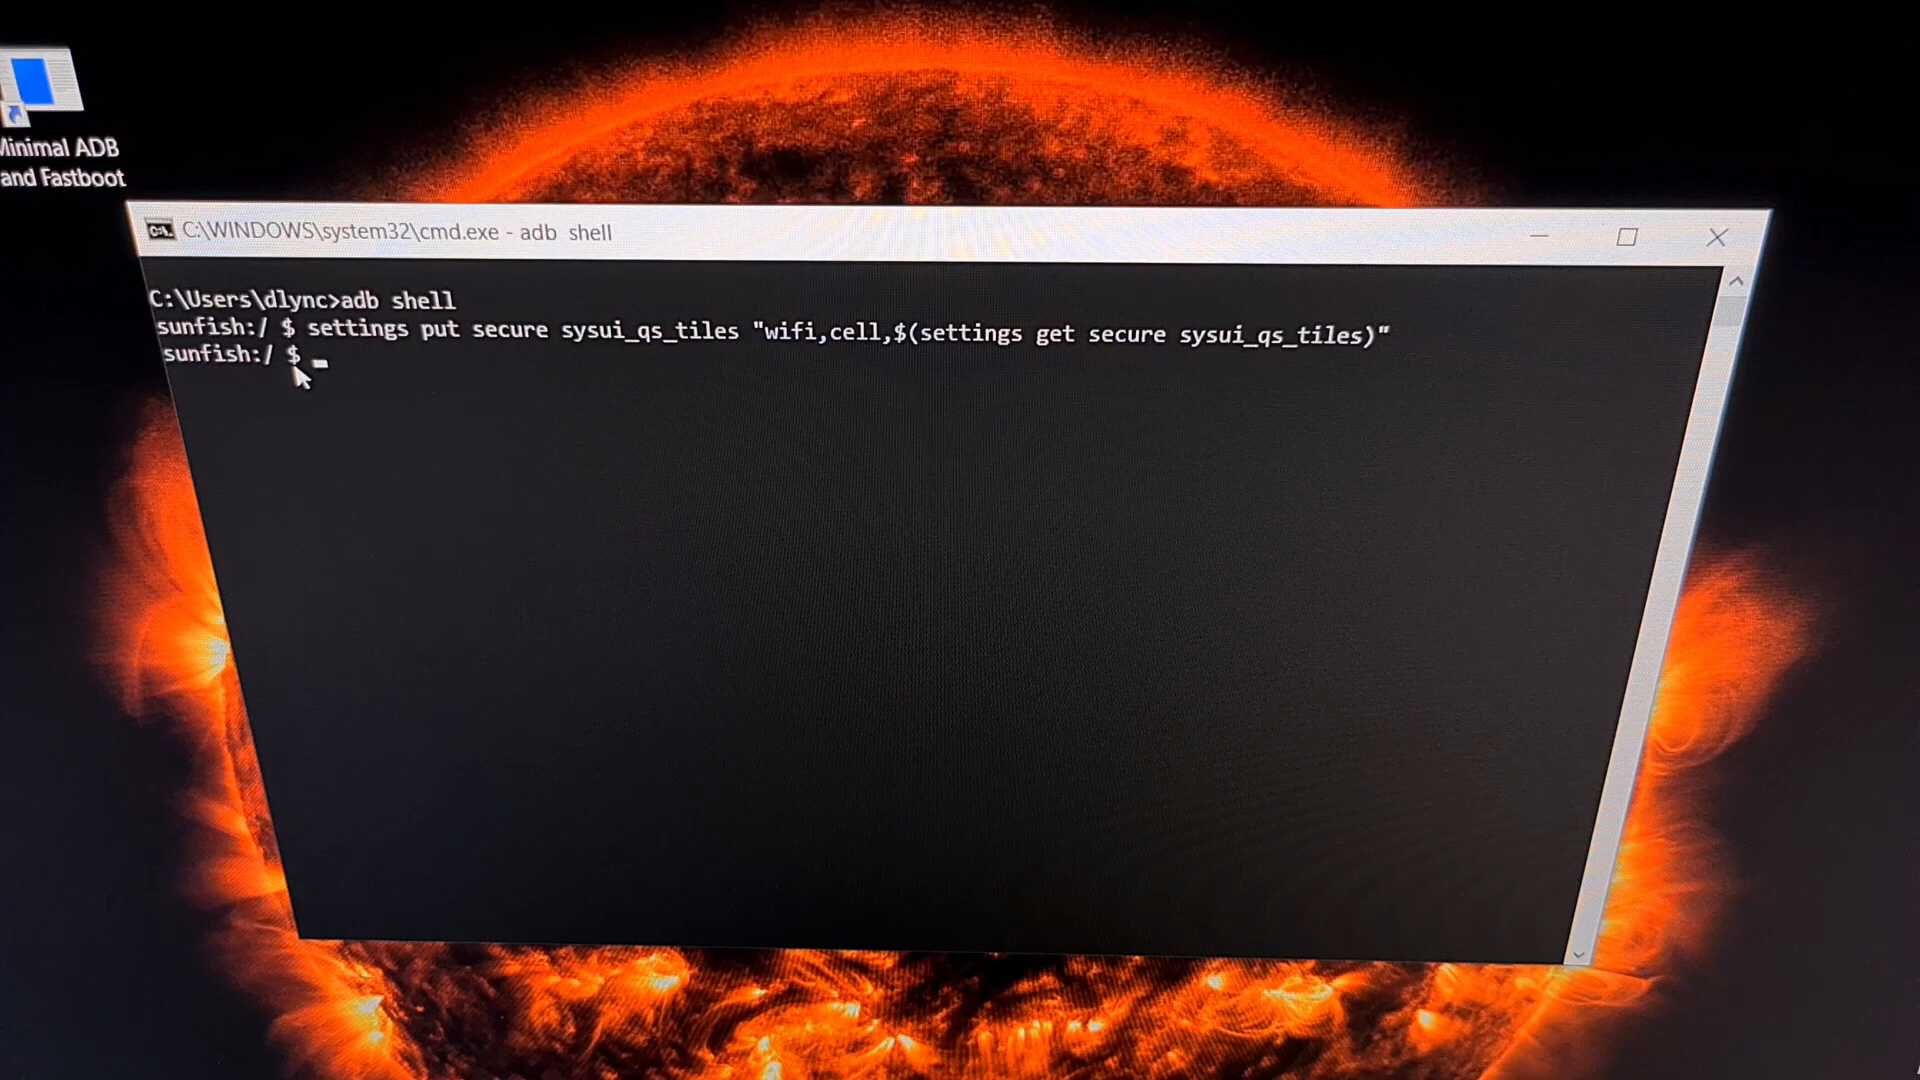 Minimal ADB
and Fastboot
C:\WINDOWS\system32\cmd.exe - adb  shell
C:\Users\dlync>adb shell
sunfish:/ $ settings put secure sysui_qs_tiles "wifi,cell,$(settings get secure sysui_qs_tiles)"
sunfish:/ $